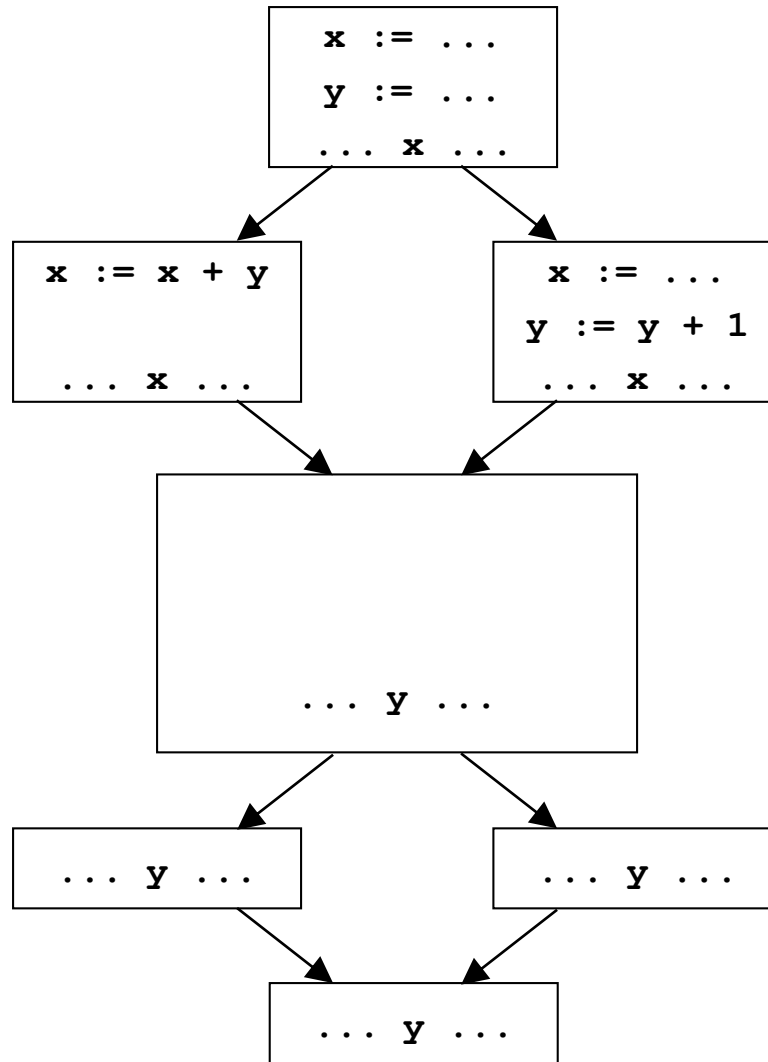 x := ...
y := ...
... x ...
x := x + y
... x ...
x := ...
y := y + 1
... x ...
... y ...
... y ...
... y ...
... y ...